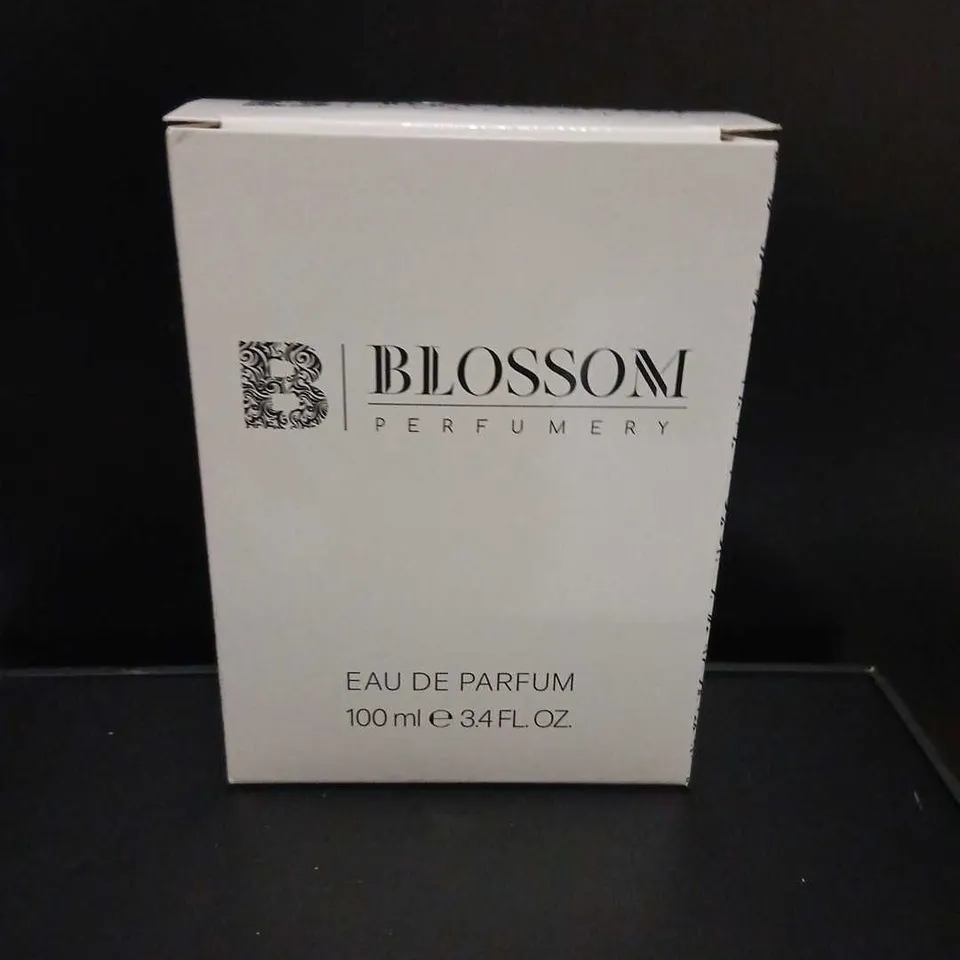 B
BLOSSOM
PERFUMERY
EAU DE PARFUM
100 ml ℮ 3.4 FL. OZ.